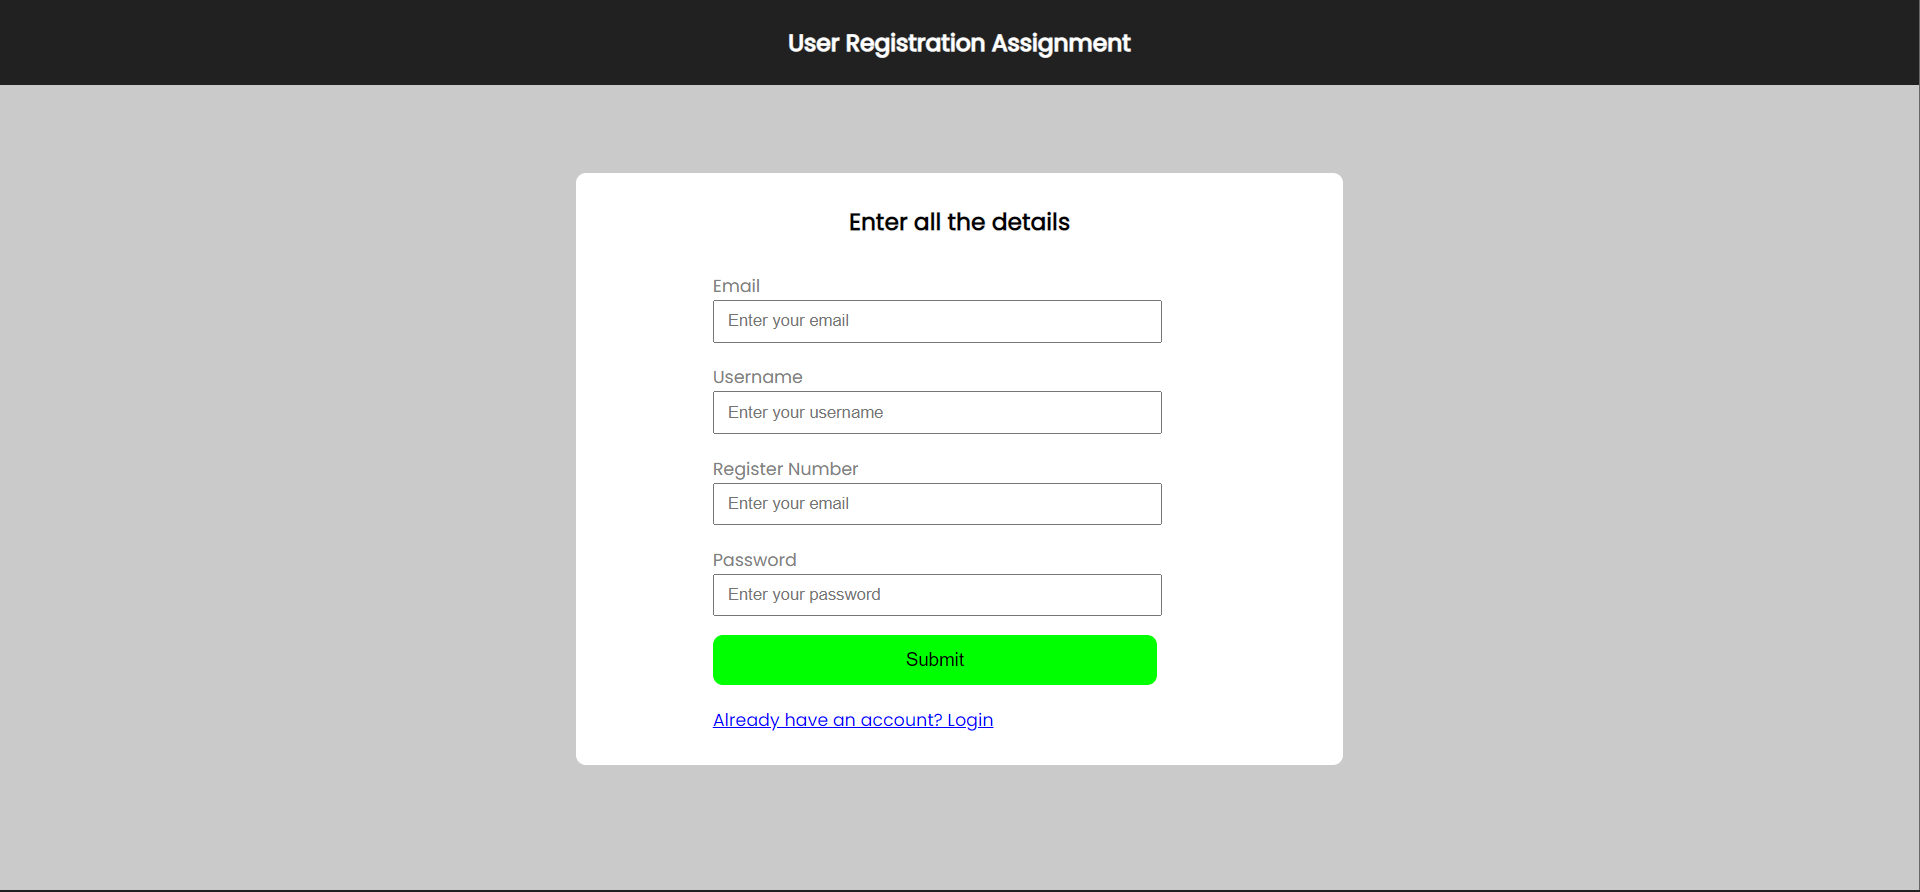 User Registration Assignment
Enter all the details
Email
Enter your email
Username
Enter your username
Register Number
Enter your email
Password
Enter your password
Submit
Already have an account? Login